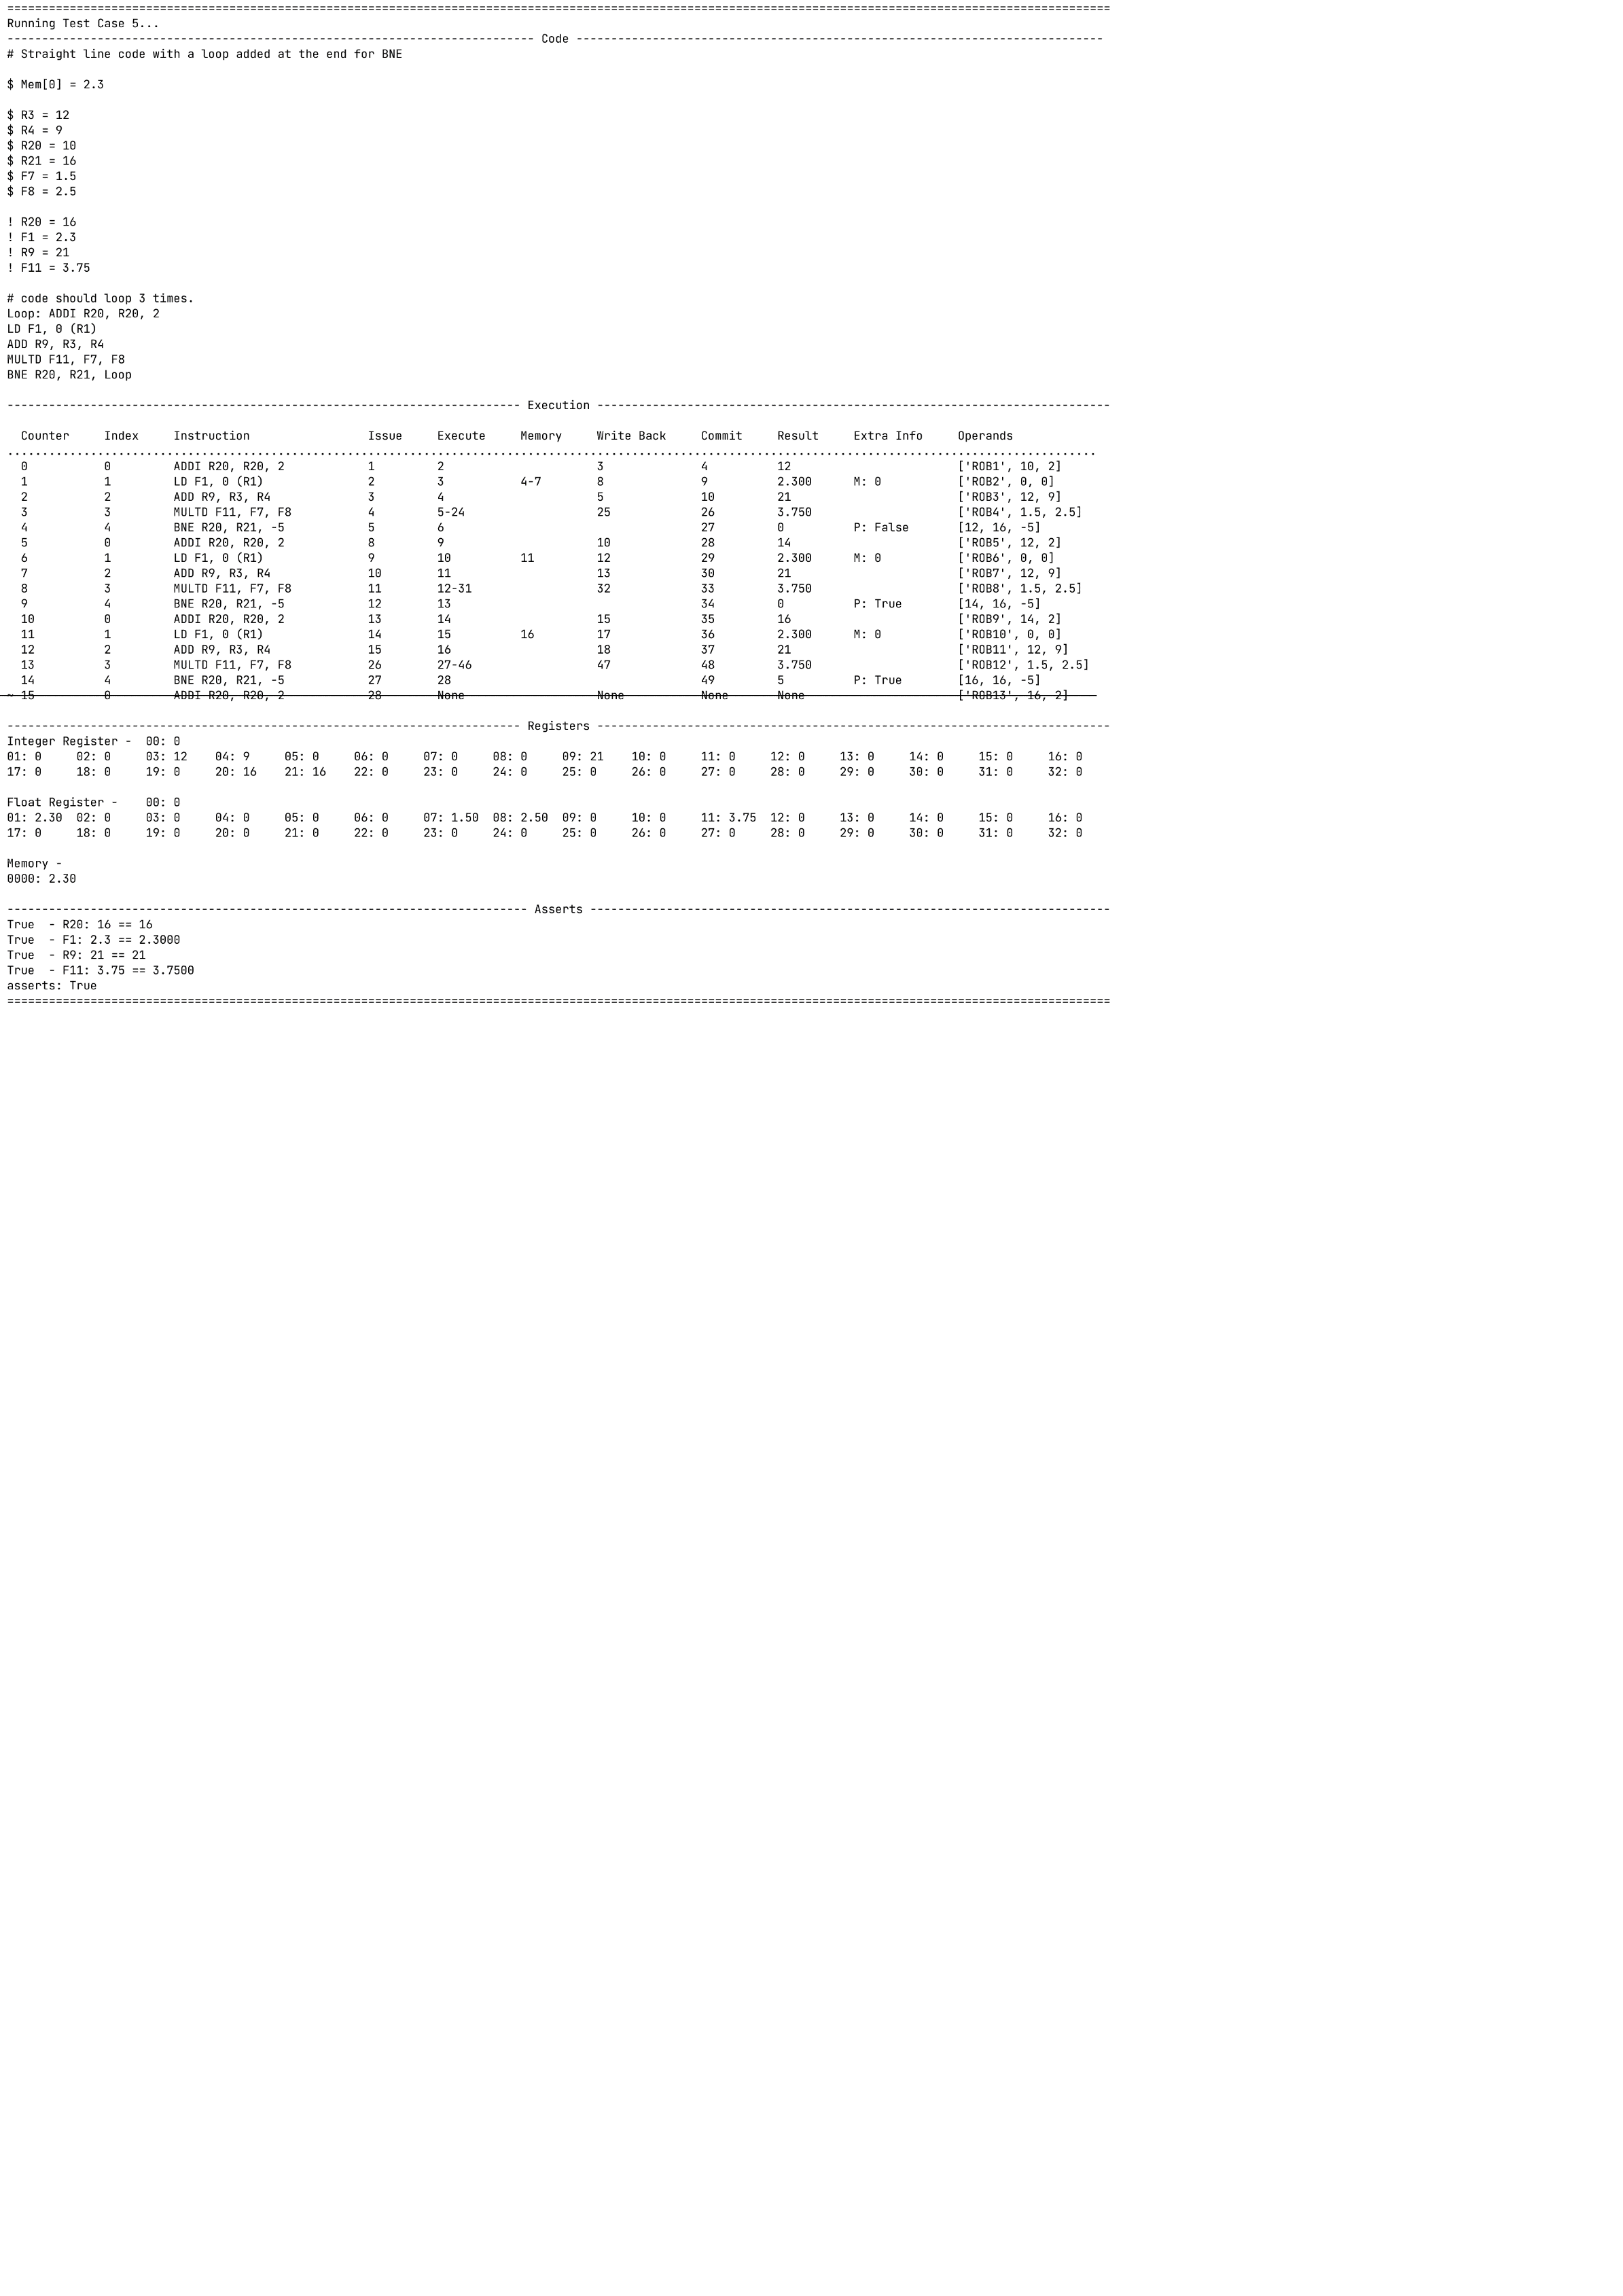 ===============================================================================================================================================================
Running Test Case 5...
---------------------------------------------------------------------------- Code ----------------------------------------------------------------------------
# Straight line code with a loop added at the end for BNE
$ Mem[0] = 2.3
$ R3 = 12
$ R4 = 9
$ R20 = 10
$ R21 = 16
$ F7 = 1.5
$ F8 = 2.5
! R20 = 16
! F1 = 2.3
! R9 = 21
! F11 = 3.75
# code should loop 3 times.
Loop: ADDI R20, R20, 2
LD F1, 0 (R1)
ADD R9, R3, R4
MULTD F11, F7, F8
BNE R20, R21, Loop
-------------------------------------------------------------------------- Execution --------------------------------------------------------------------------
Counter Index Instruction Issue Execute Memory Write Back Commit Result Extra Info Operands
.............................................................................................................................................................
0 0 ADDI R20, R20, 2 1 2 3 4 12 ['ROB1', 10, 2]
1 1 LD F1, 0 (R1) 2 3 4-7 8 9 2.300 M: 0 ['ROB2', 0, 0]
2 2 ADD R9, R3, R4 3 4 5 10 21 ['ROB3', 12, 9]
3 3 MULTD F11, F7, F8 4 5-24 25 26 3.750 ['ROB4', 1.5, 2.5]
4 4 BNE R20, R21, -5 5 6 27 0 P: False [12, 16, -5]
5 0 ADDI R20, R20, 2 8 9 10 28 14 ['ROB5', 12, 2]
6 1 LD F1, 0 (R1) 9 10 11 12 29 2.300 M: 0 ['ROB6', 0, 0]
7 2 ADD R9, R3, R4 10 11 13 30 21 ['ROB7', 12, 9]
8 3 MULTD F11, F7, F8 11 12-31 32 33 3.750 ['ROB8', 1.5, 2.5]
9 4 BNE R20, R21, -5 12 13 34 0 P: True [14, 16, -5]
10 0 ADDI R20, R20, 2 13 14 15 35 16 ['ROB9', 14, 2]
11 1 LD F1, 0 (R1) 14 15 16 17 36 2.300 M: 0 ['ROB10', 0, 0]
12 2 ADD R9, R3, R4 15 16 18 37 21 ['ROB11', 12, 9]
13 3 MULTD F11, F7, F8 26 27-46 47 48 3.750 ['ROB12', 1.5, 2.5]
14 4 BNE R20, R21, -5 27 28 49 5 P: True [16, 16, -5]
~ 15 0 ADDI R20, R20, 2 28 None None None None ['ROB13', 16, 2]
-------------------------------------------------------------------------- Registers --------------------------------------------------------------------------
Integer Register - 00: 0
01: 0 02: 0 03: 12 04: 9 05: 0 06: 0 07: 0 08: 0 09: 21 10: 0 11: 0 12: 0 13: 0 14: 0 15: 0 16: 0
17: 0 18: 0 19: 0 20: 16 21: 16 22: 0 23: 0 24: 0 25: 0 26: 0 27: 0 28: 0 29: 0 30: 0 31: 0 32: 0
Float Register - 00: 0
01: 2.30 02: 0 03: 0 04: 0 05: 0 06: 0 07: 1.50 08: 2.50 09: 0 10: 0 11: 3.75 12: 0 13: 0 14: 0 15: 0 16: 0
17: 0 18: 0 19: 0 20: 0 21: 0 22: 0 23: 0 24: 0 25: 0 26: 0 27: 0 28: 0 29: 0 30: 0 31: 0 32: 0
Memory -
0000: 2.30
--------------------------------------------------------------------------- Asserts ---------------------------------------------------------------------------
True - R20: 16 == 16
True - F1: 2.3 == 2.3000
True - R9: 21 == 21
True - F11: 3.75 == 3.7500
asserts: True
===============================================================================================================================================================